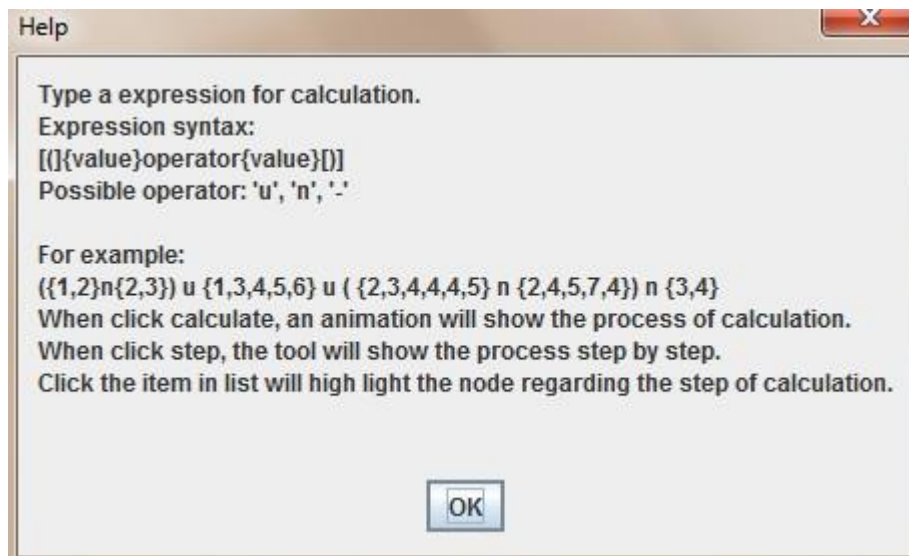 Help
Type a expression for calculation.
Expression syntax:
[(]{value}operator{value}[)]
Possible operator: 'u', 'n', '-'
For example:
({1,2}n{2,3}) u {1,3,4,5,6} u ( {2,3,4,4,4,5} n {2,4,5,7,4}) n {3,4}
When click calculate, an animation will show the process of calculation.
When click step, the tool will show the process step by step.
Click the item in list will high light the node regarding the step of calculation.
OK